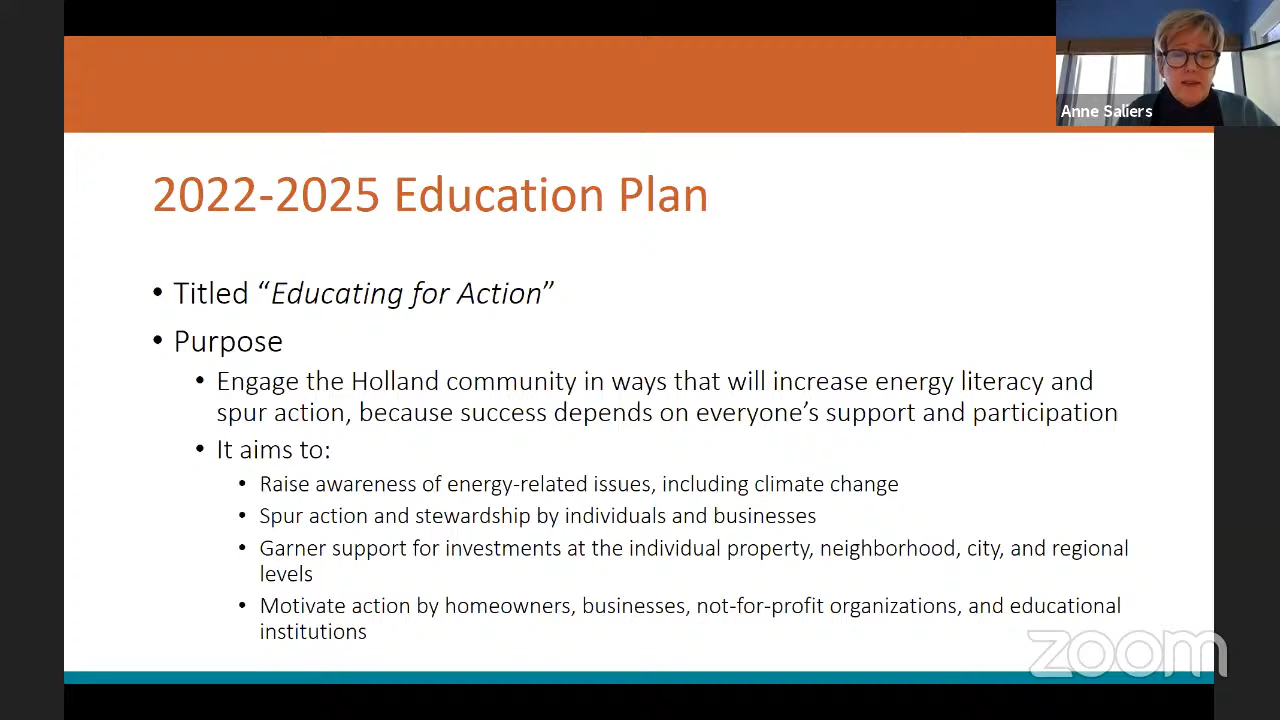 Anne Saliers
2022-2025 Education Plan
• Titled “Educating for Action”
• Purpose
• Engage the Holland community in ways that will increase energy literacy and
spur action, because success depends on everyone’s support and participation
• It aims to:
• Raise awareness of energy-related issues, including climate change
• Spur action and stewardship by individuals and businesses
• Garner support for investments at the individual property, neighborhood, city, and regional
levels
• Motivate action by homeowners, businesses, not-for-profit organizations, and educational
institutions
zoom